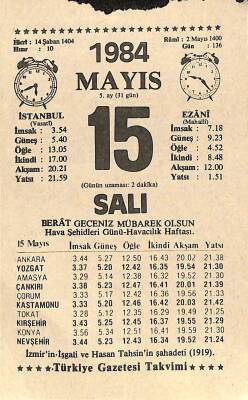 Hicrî : 14 Şaban 1404
Hızır : 10
Rûmî : 2 Mayıs 1400
Gün : 136
1984
MAYIS
5. ay (31 gün)
İSTANBUL
(Vasatî)
İmsak : 3.54
Güneş : 5.40
Öğle : 13.05
İkindi : 17.00
Akşam : 20.21
Yatsı : 21.59
15
(Günün uzaması: 2 dakika)
EZANÎ
(Mahallî)
İmsak : 7.18
Güneş : 9.23
Öğle : 4.52
İkindi : 8.48
Akşam : 12.00
Yatsı : 1.51
SALI
BERÂT GECENİZ MÜBAREK OLSUN
Hava Şehidleri Günü-Havacılık Haftası.
15 Mayıs İmsak Güneş Öğle İkindi Akşam Yatsı
ANKARA 3.44 5.27 12.50 16.43 20.02 21.38
YOZGAT 3.37 5.20 12.42 16.35 19.54 21.30
AMASYA 3.29 5.14 12.38 16.32 19.52 21.30
ÇANKIRI 3.38 5.23 12.47 16.41 20.01 21.39
ÇORUM 3.33 5.17 12.42 16.36 19.56 21.33
KASTAMONU 3.33 5.20 12.46 16.42 20.03 21.42
TOKAT 3.28 5.12 12.35 16.29 19.49 21.25
KIRŞEHİR 3.43 5.25 12.45 16.37 19.56 21.31
KONYA 3.56 5.34 12.51 16.41 19.59 21.30
NEVŞEHİR 3.44 5.23 12.43 16.34 19.52 21.24
İzmir'in-İşgali ve Hasan Tahsin'in şahadeti (1919).
Türkiye Gazetesi Takvimi